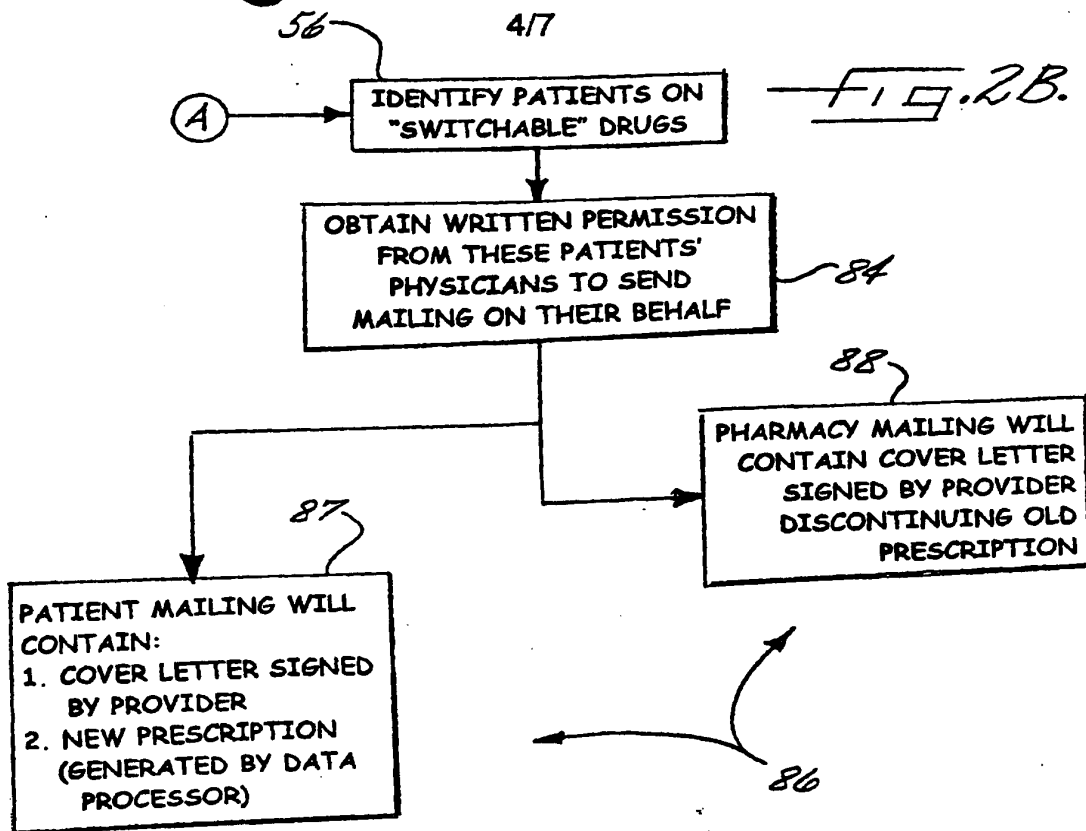 56
4/7
Fig. 2B.
A
IDENTIFY PATIENTS ON
"SWITCHABLE" DRUGS
OBTAIN WRITTEN PERMISSION
FROM THESE PATIENTS'
PHYSICIANS TO SEND
MAILING ON THEIR BEHALF
84
88
PHARMACY MAILING WILL
CONTAIN COVER LETTER
SIGNED BY PROVIDER
DISCONTINUING OLD
PRESCRIPTION
87
PATIENT MAILING WILL
CONTAIN:
1. COVER LETTER SIGNED
BY PROVIDER
2. NEW PRESCRIPTION
(GENERATED BY DATA
PROCESSOR)
86